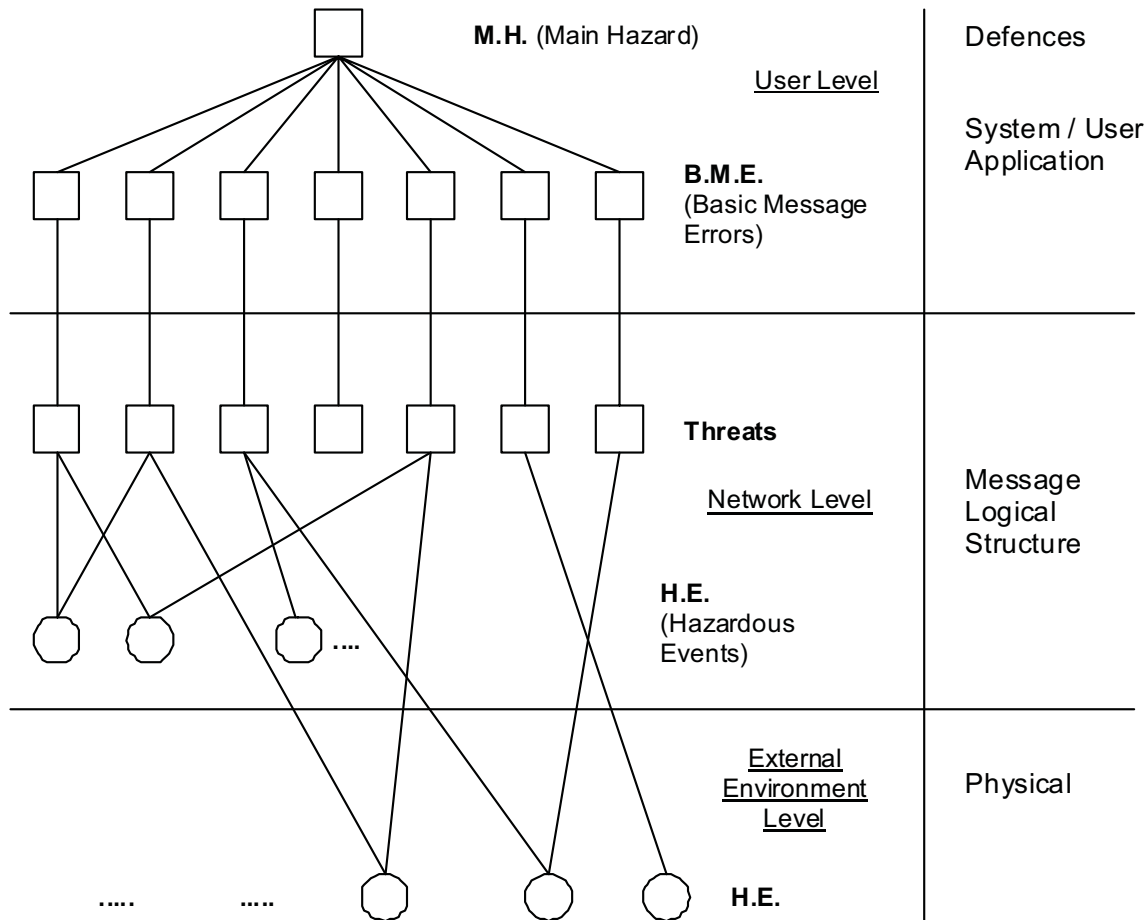 M.H. (Main Hazard)
Defences
User Level
System / User
Application
B.M.E.
(Basic Message
Errors)
Threats
Network Level
Message
Logical
Structure
H.E.
(Hazardous
Events)
....
External
Environment
Level
Physical
.....
.....
H.E.